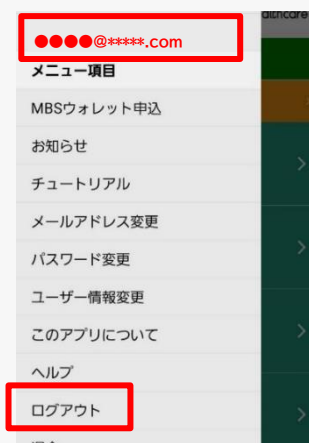 althcare
●●●●@*****.com
メニュー項目
MBSウォレット申込
お知らせ
チュートリアル
メールアドレス変更
パスワード変更
ユーザー情報変更
このアプリについて
ヘルプ
ログアウト